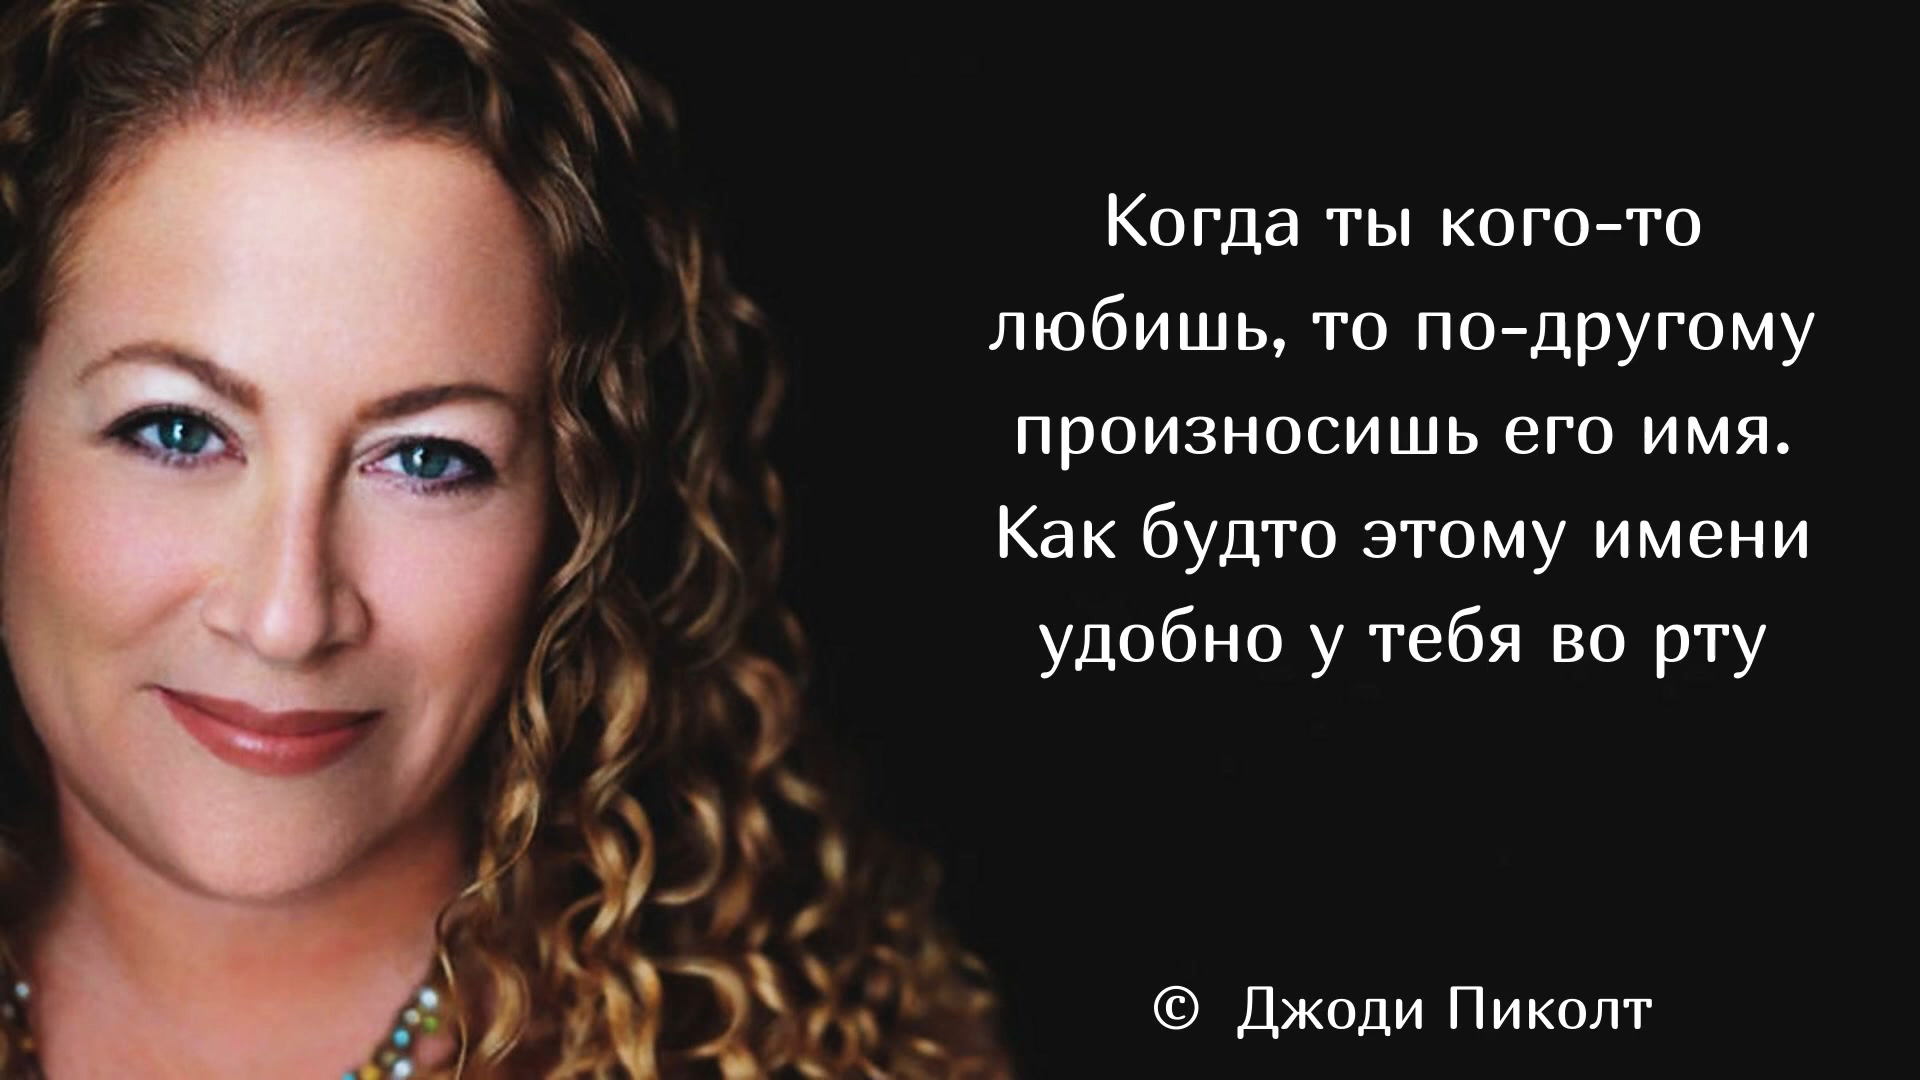 Когда ты кого-то
любишь, то по-другому
произносишь его имя.
Как будто этому имени
удобно у тебя во рту
© Джоди Пиколт